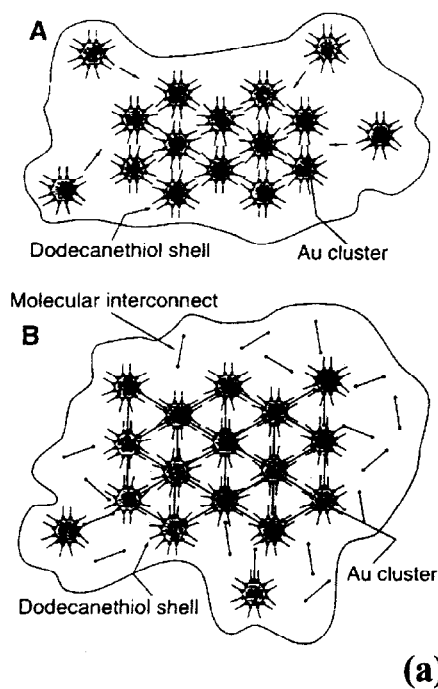 A
Dodecanethiol shell
Au cluster
Molecular interconnect
B
Au cluster
Dodecanethiol shell
(a)